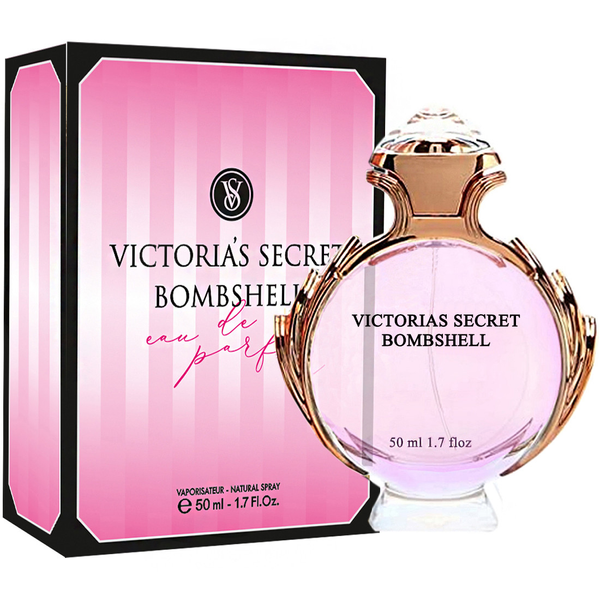 VS
VICTORIA'S SECRET
BOMBSHELL
eau de
parf
VAPORISATEUR - NATURAL SPRAY
℮ 50 ml - 1.7 Fl.Oz.
VICTORIAS SECRET
BOMBSHELL
50 ml 1.7 floz